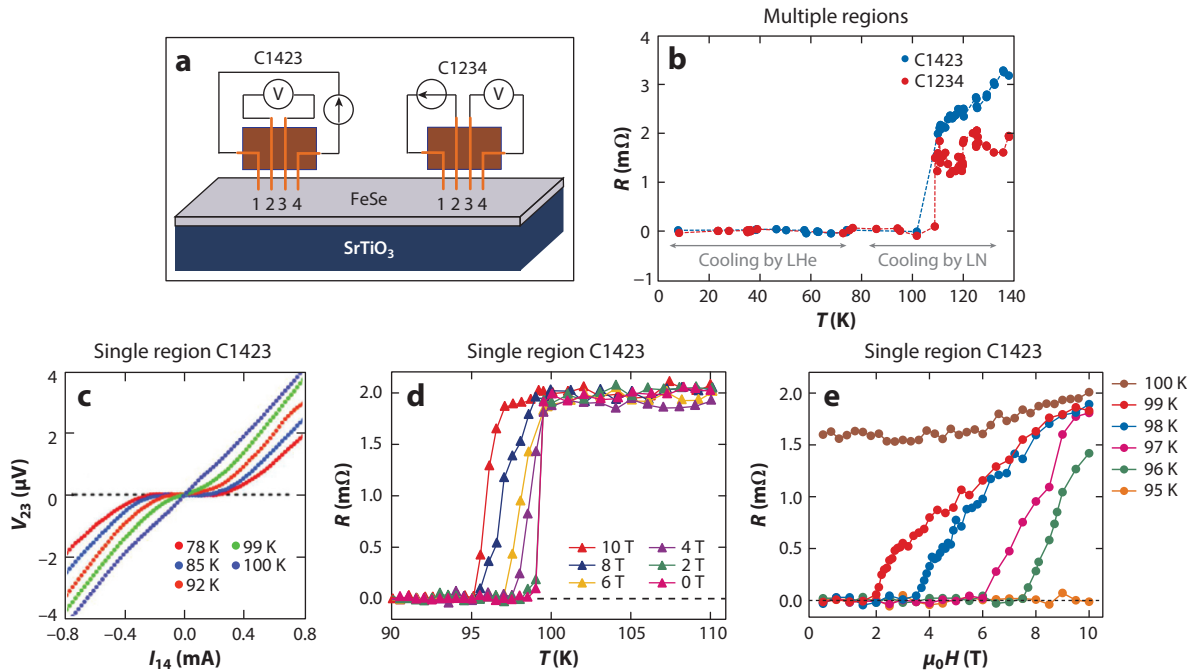 a
C1423
C1234
V
V
1 2 3 4
FeSe
1 2 3 4
SrTiO₃
Multiple regions
b
C1423
C1234
R (mΩ)
4
3
2
1
0
−1
Cooling by LHe
Cooling by LN
0 20 40 60 80 100 120 140
T (K)
Single region C1423
c
V₂₃ (μV)
4
2
0
−2
−4
78 K
85 K
92 K
99 K
100 K
−0.8 −0.4 0.0 0.4 0.8
I₁₄ (mA)
Single region C1423
d
R (mΩ)
2.0
1.5
1.0
0.5
0.0
10 T
8 T
6 T
4 T
2 T
0 T
90 95 100 105 110
T (K)
Single region C1423
e
R (mΩ)
2.0
1.5
1.0
0.5
0.0
0 2 4 6 8 10
μ₀H (T)
100 K
99 K
98 K
97 K
96 K
95 K